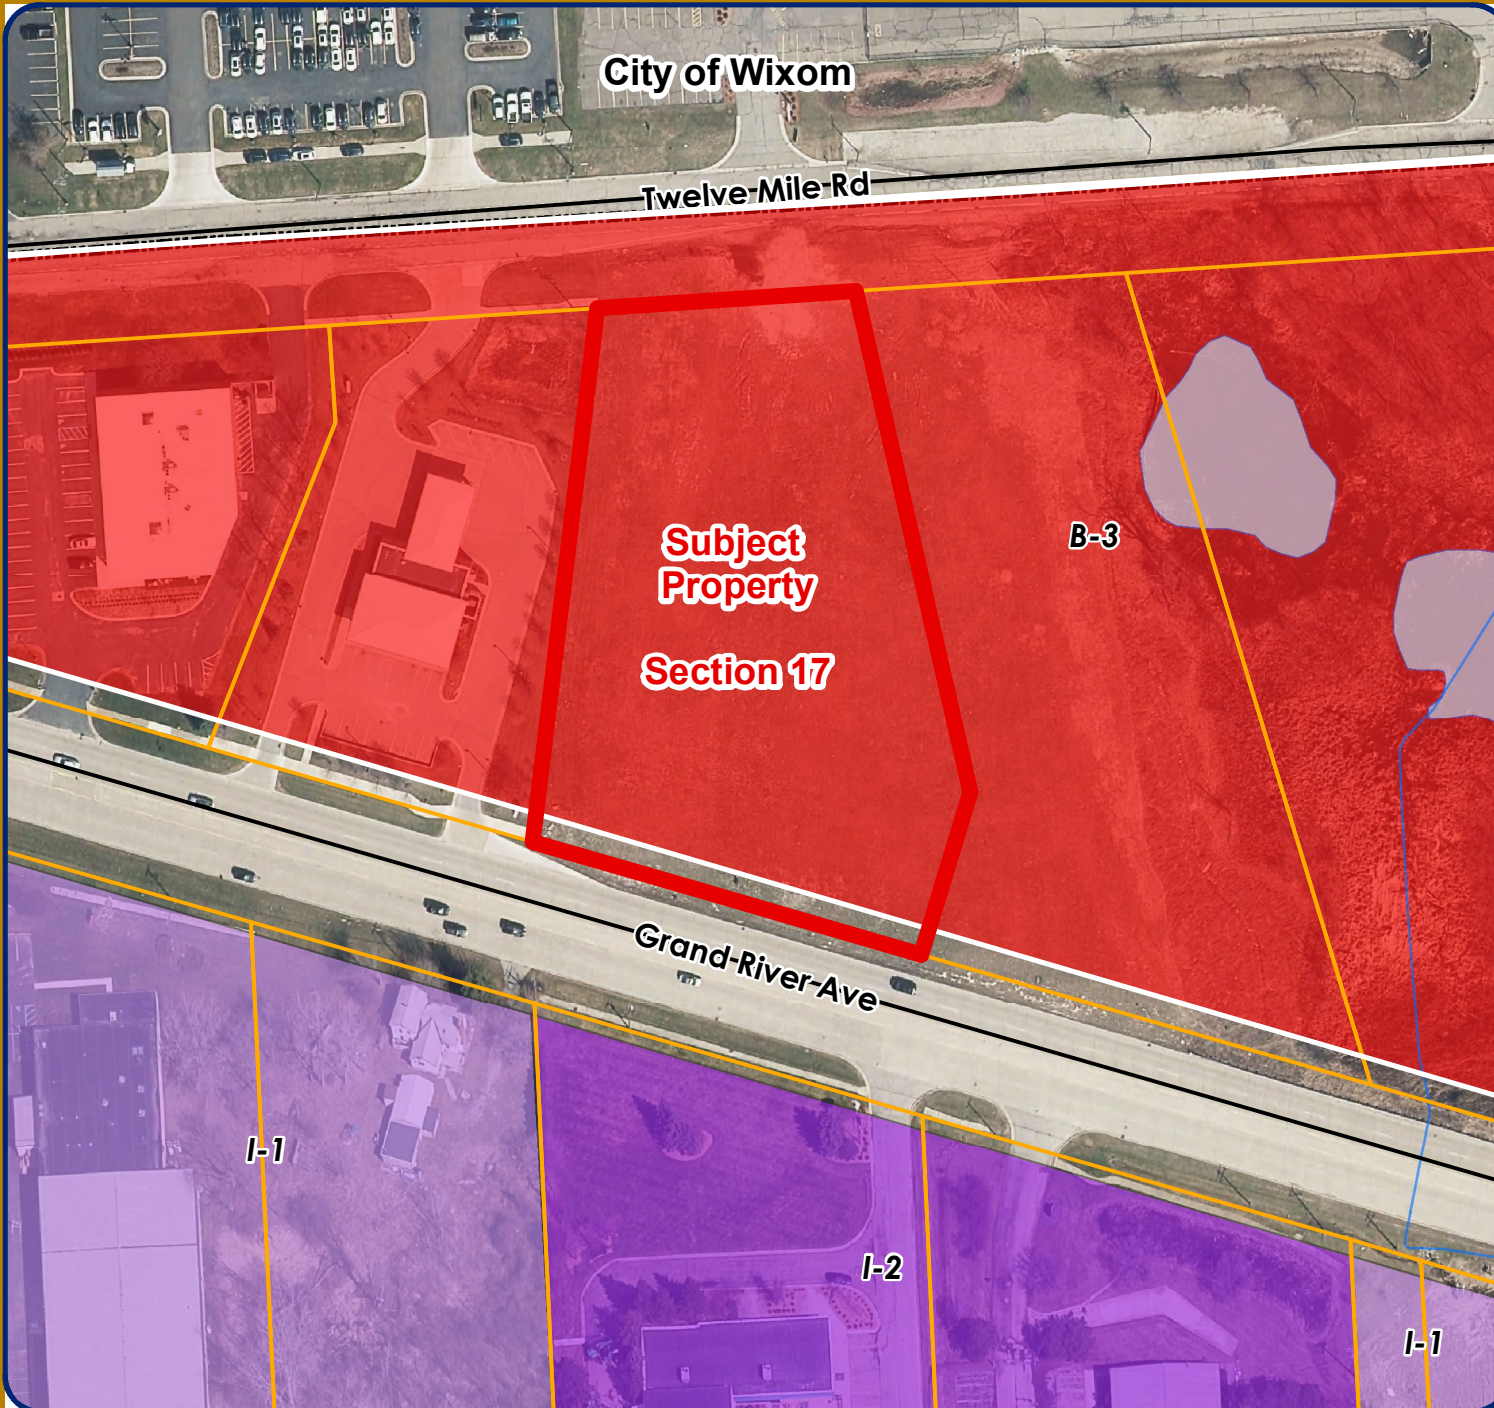 City of Wixom
Twelve Mile Rd
B-3
Subject
Property
Section 17
Grand River Ave
I-1
I-2
I-1